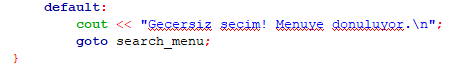 default:
cout << "Gecersiz secim! Menuye donuluyor.\n";
goto search_menu;
}